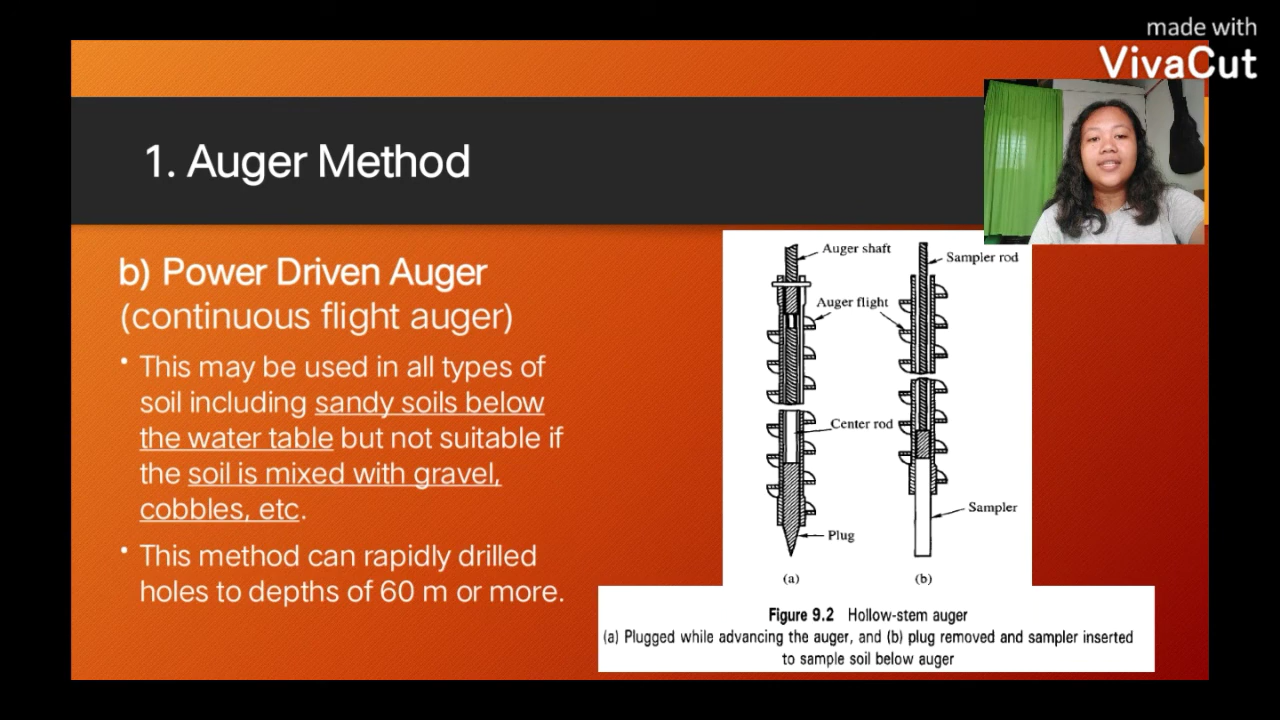 made with
VivaCut
1. Auger Method
b) Power Driven Auger
(continuous flight auger)
• This may be used in all types of
soil including sandy soils below
the water table but not suitable if
the soil is mixed with gravel,
cobbles, etc.
• This method can rapidly drilled
holes to depths of 60 m or more.
Auger shaft
Sampler rod
Auger flight
Center rod
Sampler
Plug
(a)
(b)
Figure 9.2 Hollow-stem auger
(a) Plugged while advancing the auger, and (b) plug removed and sampler inserted
to sample soil below auger